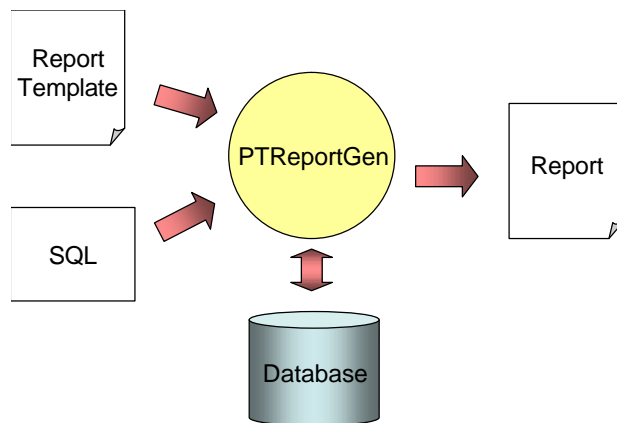 Report
Template
PTReportGen
Report
SQL
Database